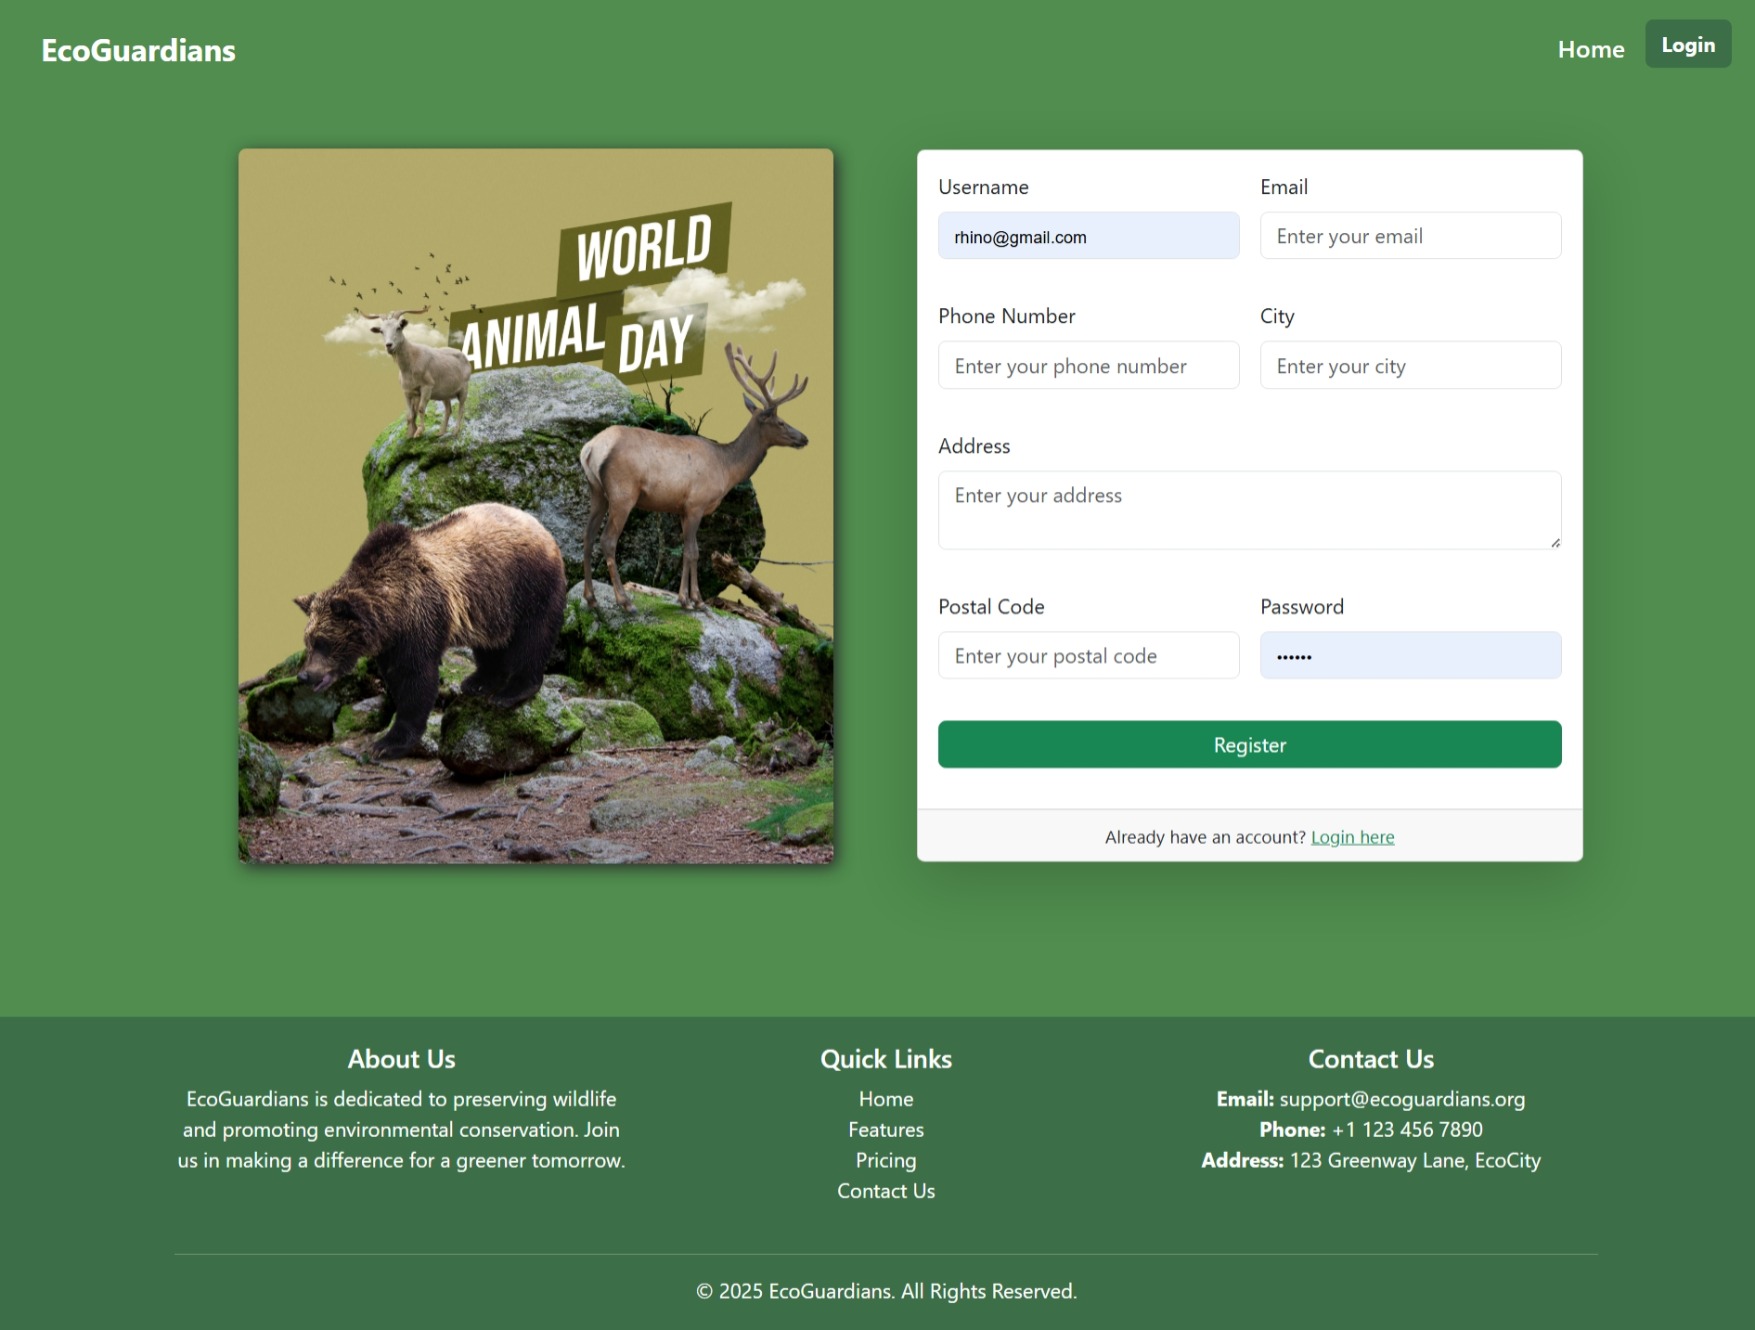 EcoGuardians
Home
Login
WORLD
ANIMAL DAY
Username
Email
rhino@gmail.com
Enter your email
Phone Number
City
Enter your phone number
Enter your city
Address
Enter your address
Postal Code
Password
Enter your postal code
••••••
Register
Already have an account? Login here
About Us
EcoGuardians is dedicated to preserving wildlife
and promoting environmental conservation. Join
us in making a difference for a greener tomorrow.
Quick Links
Home
Features
Pricing
Contact Us
Contact Us
Email: support@ecoguardians.org
Phone: +1 123 456 7890
Address: 123 Greenway Lane, EcoCity
© 2025 EcoGuardians. All Rights Reserved.